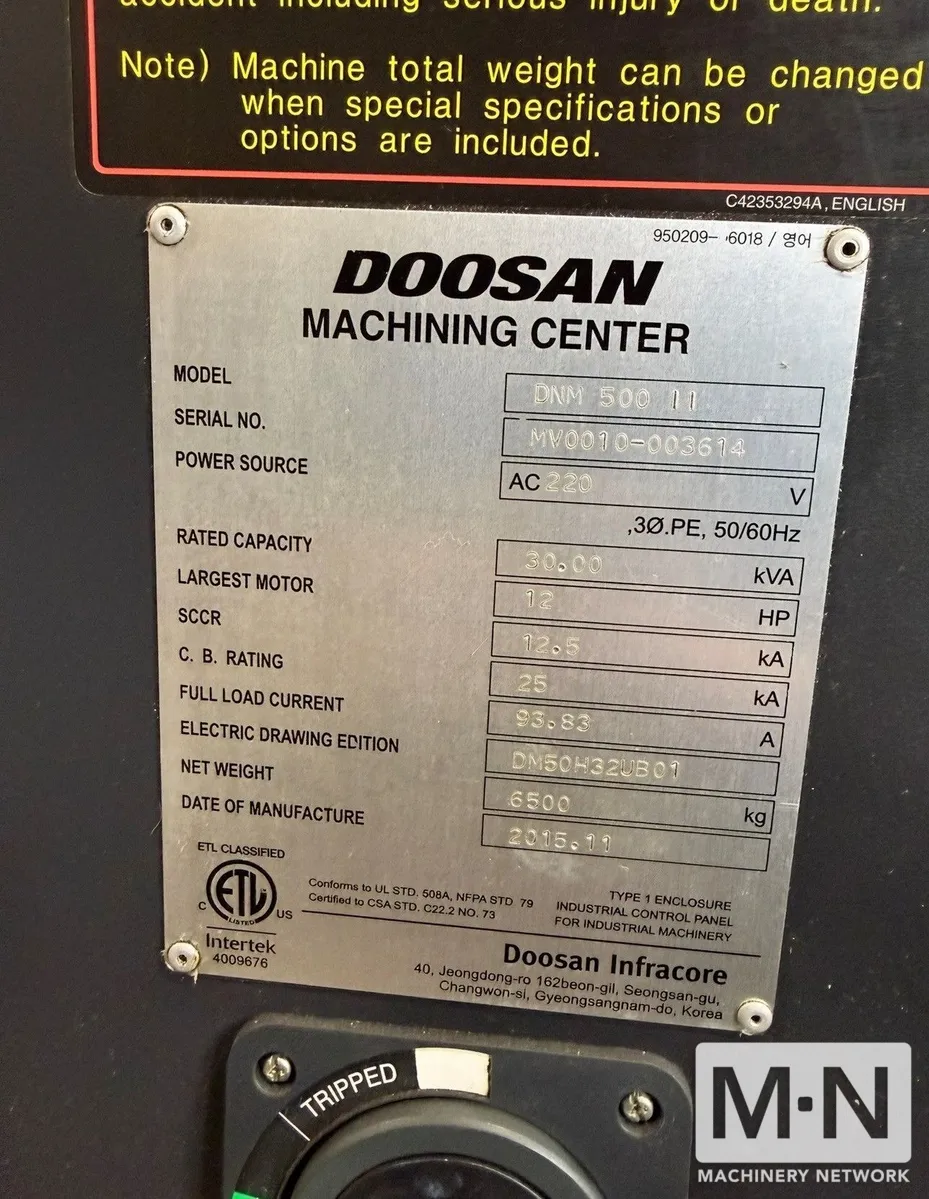 accident including serious injury or death.
Note) Machine total weight can be changed
when special specifications or
options are included.
C42353294A, ENGLISH
950209- 6018 / 영어
DOOSAN
MACHINING CENTER
MODEL DNM 500 II
SERIAL NO. MV0010-003614
POWER SOURCE AC 220 V
,3Ø.PE, 50/60Hz
RATED CAPACITY 30.00 kVA
LARGEST MOTOR 12 HP
SCCR 12.5 kA
C. B. RATING 25 kA
FULL LOAD CURRENT 93.83 A
ELECTRIC DRAWING EDITION DM50H32UB01
NET WEIGHT 6500 kg
DATE OF MANUFACTURE 2015.11
ETL CLASSIFIED
ETL
LISTED
C US
Intertek
4009676
Conforms to UL STD. 508A, NFPA STD 79
Certified to CSA STD. C22.2 NO. 73
TYPE 1 ENCLOSURE
INDUSTRIAL CONTROL PANEL
FOR INDUSTRIAL MACHINERY
Doosan Infracore
40, Jeongdong-ro 162beon-gil, Seongsan-gu,
Changwon-si, Gyeongsangnam-do, Korea
TRIPPED
M·N
MACHINERY NETWORK